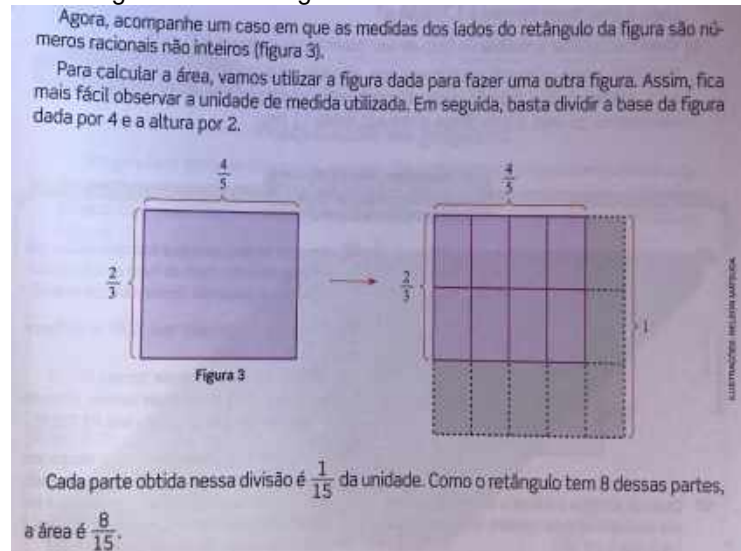 Agora, acompanhe um caso em que as medidas dos lados do retângulo da figura são nú-
meros racionais não inteiros (figura 3).
Para calcular a área, vamos utilizar a figura dada para fazer uma outra figura. Assim, fica
mais fácil observar a unidade de medida utilizada. Em seguida, basta dividir a base da figura
dada por 4 e a altura por 2.
4/5
4/5
2/3
2/3
1
Figura 3
ILUSTRAÇÕES: NELSON MATSUDA
Cada parte obtida nessa divisão é 1/15 da unidade. Como o retângulo tem 8 dessas partes,
a área é 8/15.